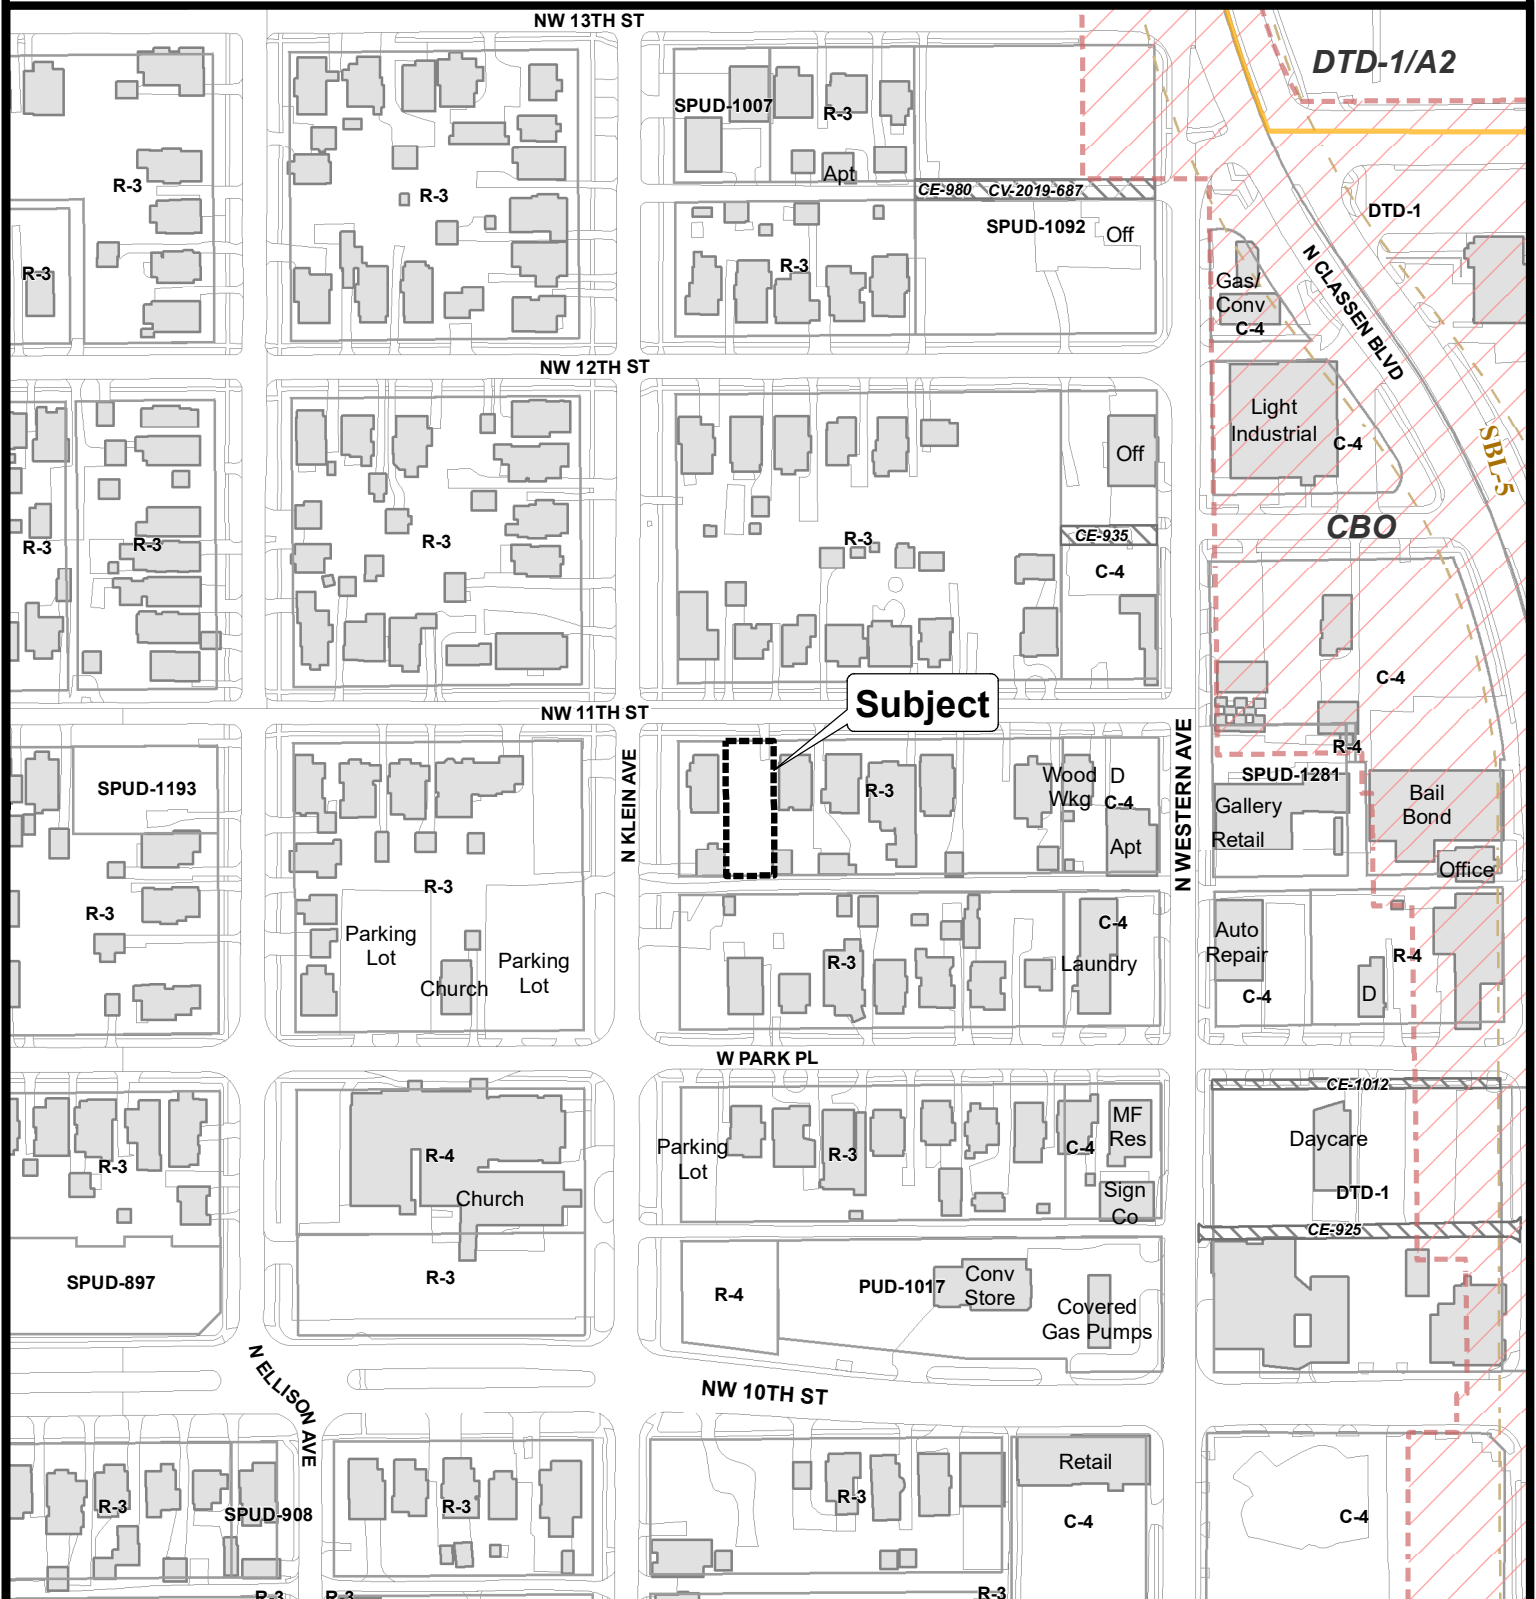 NW 13TH ST
DTD-1/A2
SPUD-1007
R-3
Apt
R-3
R-3
CE-980
CV-2019-687
SPUD-1092
Off
DTD-1
R-3
R-3
Gas/
Conv
C-4
N CLASSEN BLVD
NW 12TH ST
Light
Industrial
C-4
SBL-5
Off
R-3
R-3
R-3
R-3
CE-935
C-4
CBO
C-4
Subject
NW 11TH ST
N KLEIN AVE
N WESTERN AVE
R-4
SPUD-1193
R-3
Wood
Wkg
D
C-4
Apt
SPUD-1281
Gallery
Retail
Bail
Bond
Office
R-3
R-3
Parking
Lot
Church
Parking
Lot
R-3
C-4
Laundry
Auto
Repair
C-4
R-4
D
W PARK PL
CE-1012
R-3
R-4
Church
Parking
Lot
R-3
C-4
MF
Res
Sign
Co
Daycare
DTD-1
CE-925
SPUD-897
R-3
R-4
PUD-1017
Conv
Store
Covered
Gas Pumps
N ELLISON AVE
NW 10TH ST
R-3
SPUD-908
R-3
R-3
Retail
C-4
C-4
R-3
R-3
R-3